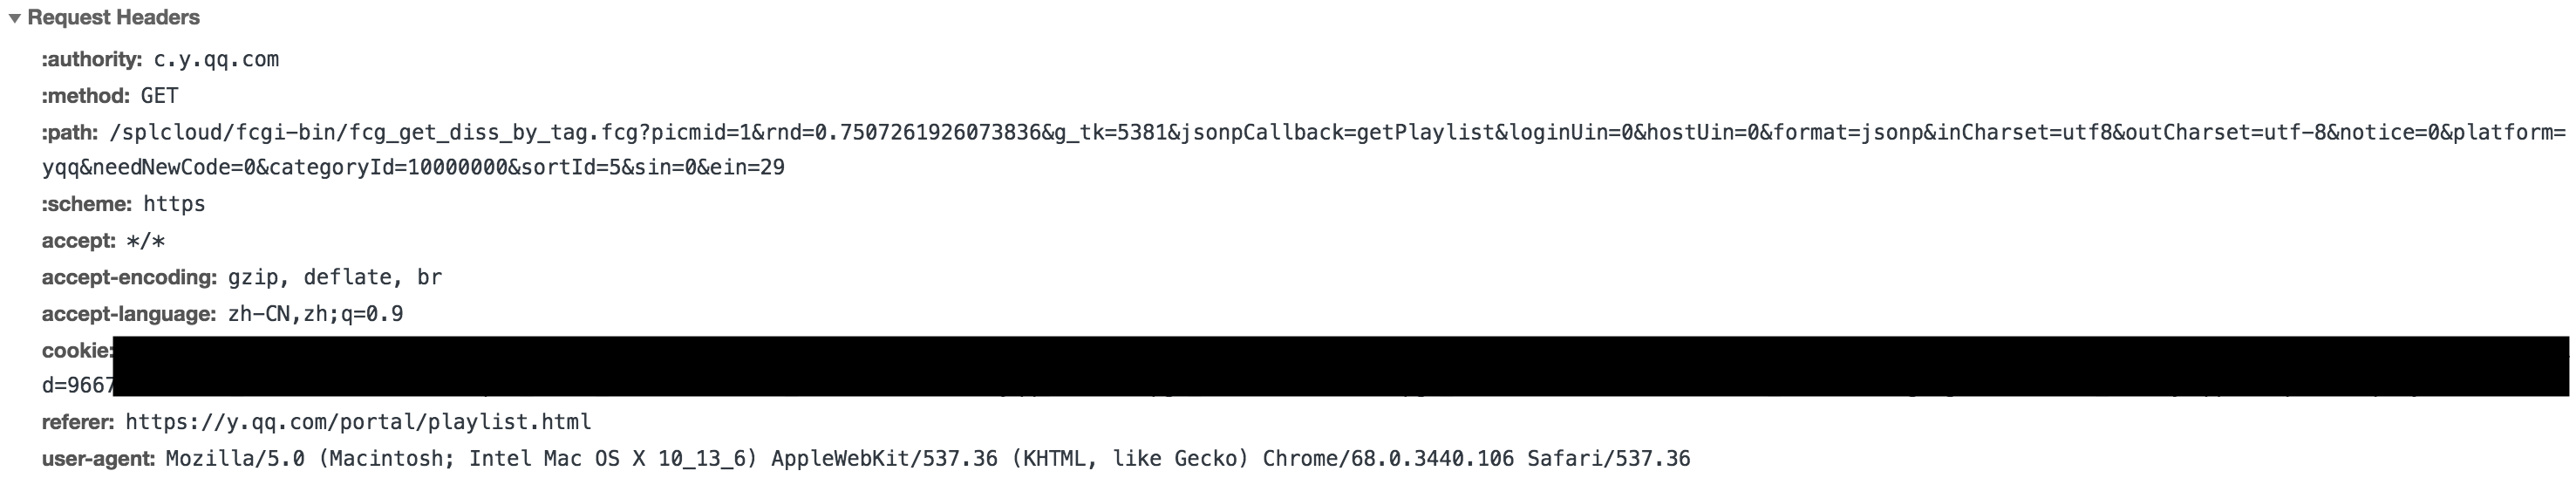 ▼ Request Headers
:authority: c.y.qq.com
:method: GET
:path: /splcloud/fcgi-bin/fcg_get_diss_by_tag.fcg?picmid=1&rnd=0.7507261926073836&g_tk=5381&jsonpCallback=getPlaylist&loginUin=0&hostUin=0&format=jsonp&inCharset=utf8&outCharset=utf-8&notice=0&platform=
yqq&needNewCode=0&categoryId=10000000&sortId=5&sin=0&ein=29
:scheme: https
accept: */*
accept-encoding: gzip, deflate, br
accept-language: zh-CN,zh;q=0.9
cookie:
d=9667
referer: https://y.qq.com/portal/playlist.html
user-agent: Mozilla/5.0 (Macintosh; Intel Mac OS X 10_13_6) AppleWebKit/537.36 (KHTML, like Gecko) Chrome/68.0.3440.106 Safari/537.36